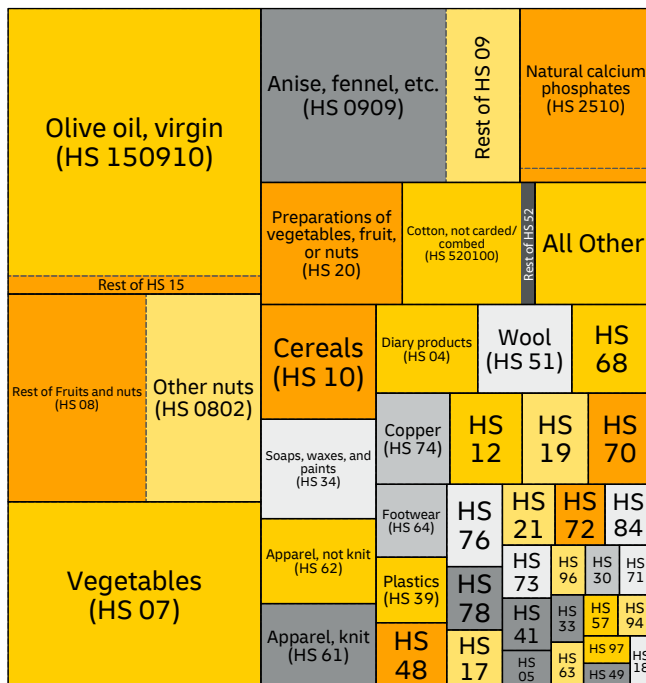 Olive oil, virgin
(HS 150910)
Rest of HS 15
Rest of Fruits and nuts
(HS 08)
Other nuts
(HS 0802)
Vegetables
(HS 07)
Anise, fennel, etc.
(HS 0909)
Rest of HS 09
Natural calcium
phosphates
(HS 2510)
Preparations of
vegetables, fruit,
or nuts
(HS 20)
Cotton, not carded/
combed
(HS 520100)
Rest of HS 52
All Other
Cereals
(HS 10)
Soaps, waxes, and
paints
(HS 34)
Apparel, not knit
(HS 62)
Apparel, knit
(HS 61)
Diary products
(HS 04)
Wool
(HS 51)
HS
68
Copper
(HS 74)
HS
12
HS
19
HS
70
Footwear
(HS 64)
Plastics
(HS 39)
HS
48
HS
76
HS
78
HS
17
HS
21
HS
72
HS
84
HS
73
HS
96
HS
30
HS
71
HS
41
HS
33
HS
57
HS
94
HS
05
HS
63
HS 97
HS 49
HS
18